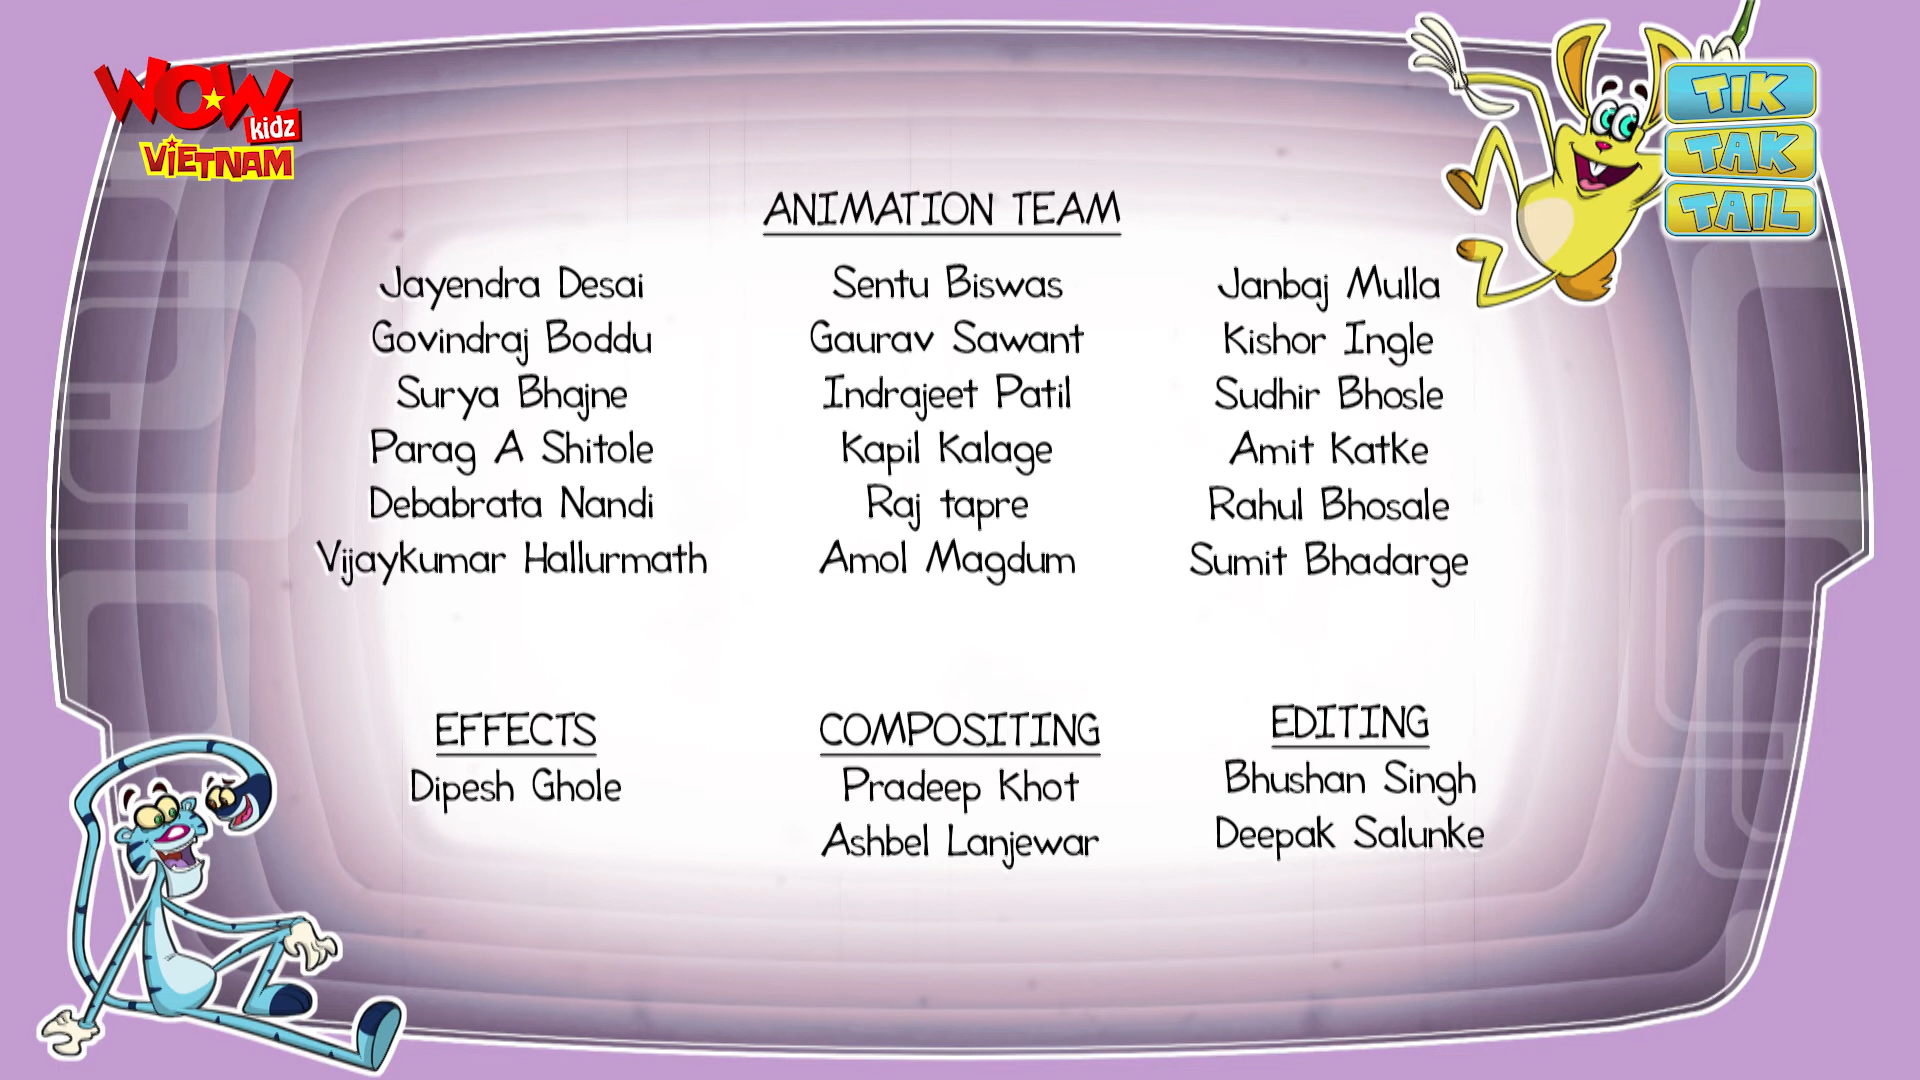 WOW
kidz
VIETNAM
TIK
TAK
TAIL
ANIMATION TEAM
Jayendra Desai Sentu Biswas Janbaj Mulla
Govindraj Boddu Gaurav Sawant Kishor Ingle
Surya Bhajne Indrajeet Patil Sudhir Bhosle
Parag A Shitole Kapil Kalage Amit Katke
Debabrata Nandi Raj tapre Rahul Bhosale
Vijaykumar Hallurmath Amol Magdum Sumit Bhadarge
EFFECTS
Dipesh Ghole
COMPOSITING
Pradeep Khot
Ashbel Lanjewar
EDITING
Bhushan Singh
Deepak Salunke